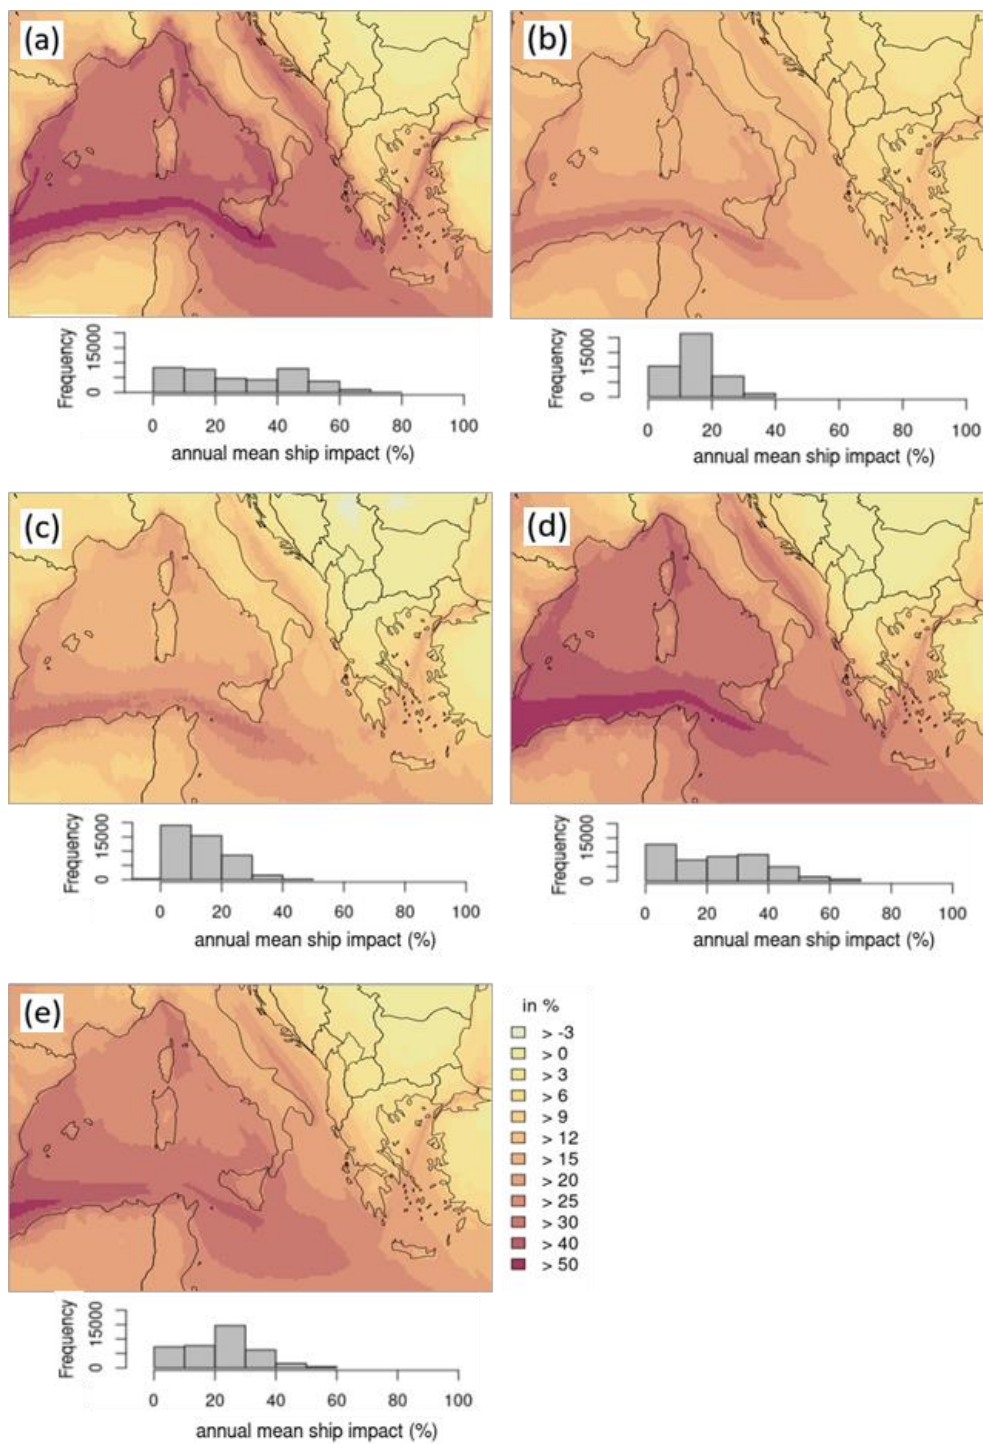 (a)
(b)
Frequency
0 15000
0 20 40 60 80 100
annual mean ship impact (%)
Frequency
0 15000
0 20 40 60 80 100
annual mean ship impact (%)
(c)
(d)
Frequency
0 15000
0 20 40 60 80 100
annual mean ship impact (%)
Frequency
0 15000
0 20 40 60 80 100
annual mean ship impact (%)
(e)
in %
> -3
> 0
> 3
> 6
> 9
> 12
> 15
> 20
> 25
> 30
> 40
> 50
Frequency
0 15000
0 20 40 60 80 100
annual mean ship impact (%)